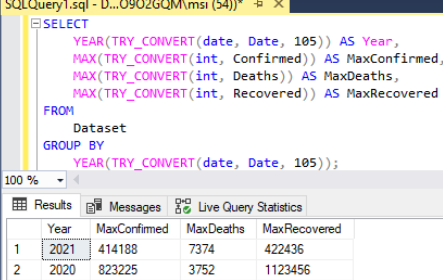 SQLQuery1.sql - D...O9O2GQM\msi (54))*
SELECT
YEAR(TRY_CONVERT(date, Date, 105)) AS Year,
MAX(TRY_CONVERT(int, Confirmed)) AS MaxConfirmed,
MAX(TRY_CONVERT(int, Deaths)) AS MaxDeaths,
MAX(TRY_CONVERT(int, Recovered)) AS MaxRecovered
FROM
Dataset
GROUP BY
YEAR(TRY_CONVERT(date, Date, 105));
100 %
Results Messages Live Query Statistics
Year MaxConfirmed MaxDeaths MaxRecovered
1 2021 414188 7374 422436
2 2020 823225 3752 1123456